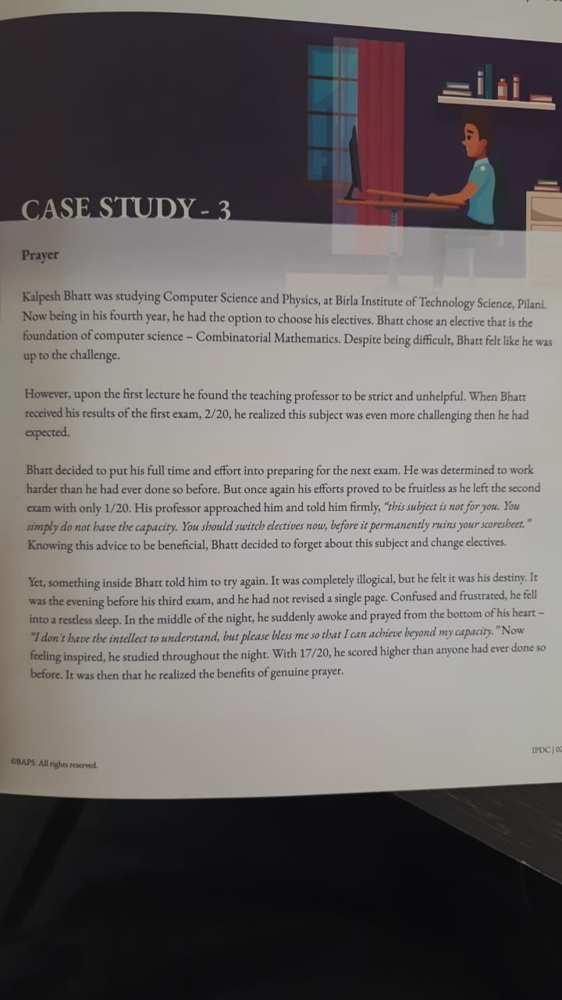 CASE STUDY - 3
Prayer
Kalpesh Bhatt was studying Computer Science and Physics, at Birla Institute of Technology Science, Pilani.
Now being in his fourth year, he had the option to choose his electives. Bhatt chose an elective that is the
foundation of computer science – Combinatorial Mathematics. Despite being difficult, Bhatt felt like he was
up to the challenge.
However, upon the first lecture he found the teaching professor to be strict and unhelpful. When Bhatt
received his results of the first exam, 2/20, he realized this subject was even more challenging then he had
expected.
Bhatt decided to put his full time and effort into preparing for the next exam. He was determined to work
harder than he had ever done so before. But once again his efforts proved to be fruitless as he left the second
exam with only 1/20. His professor approached him and told him firmly, “this subject is not for you. You
simply do not have the capacity. You should switch electives now, before it permanently ruins your scoresheet.”
Knowing this advice to be beneficial, Bhatt decided to forget about this subject and change electives.
Yet, something inside Bhatt told him to try again. It was completely illogical, but he felt it was his destiny. It
was the evening before his third exam, and he had not revised a single page. Confused and frustrated, he fell
into a restless sleep. In the middle of the night, he suddenly awoke and prayed from the bottom of his heart –
“I don't have the intellect to understand, but please bless me so that I can achieve beyond my capacity.” Now
feeling inspired, he studied throughout the night. With 17/20, he scored higher than anyone had ever done so
before. It was then that he realized the benefits of genuine prayer.
©BAPS. All rights reserved.
IPDC | 02